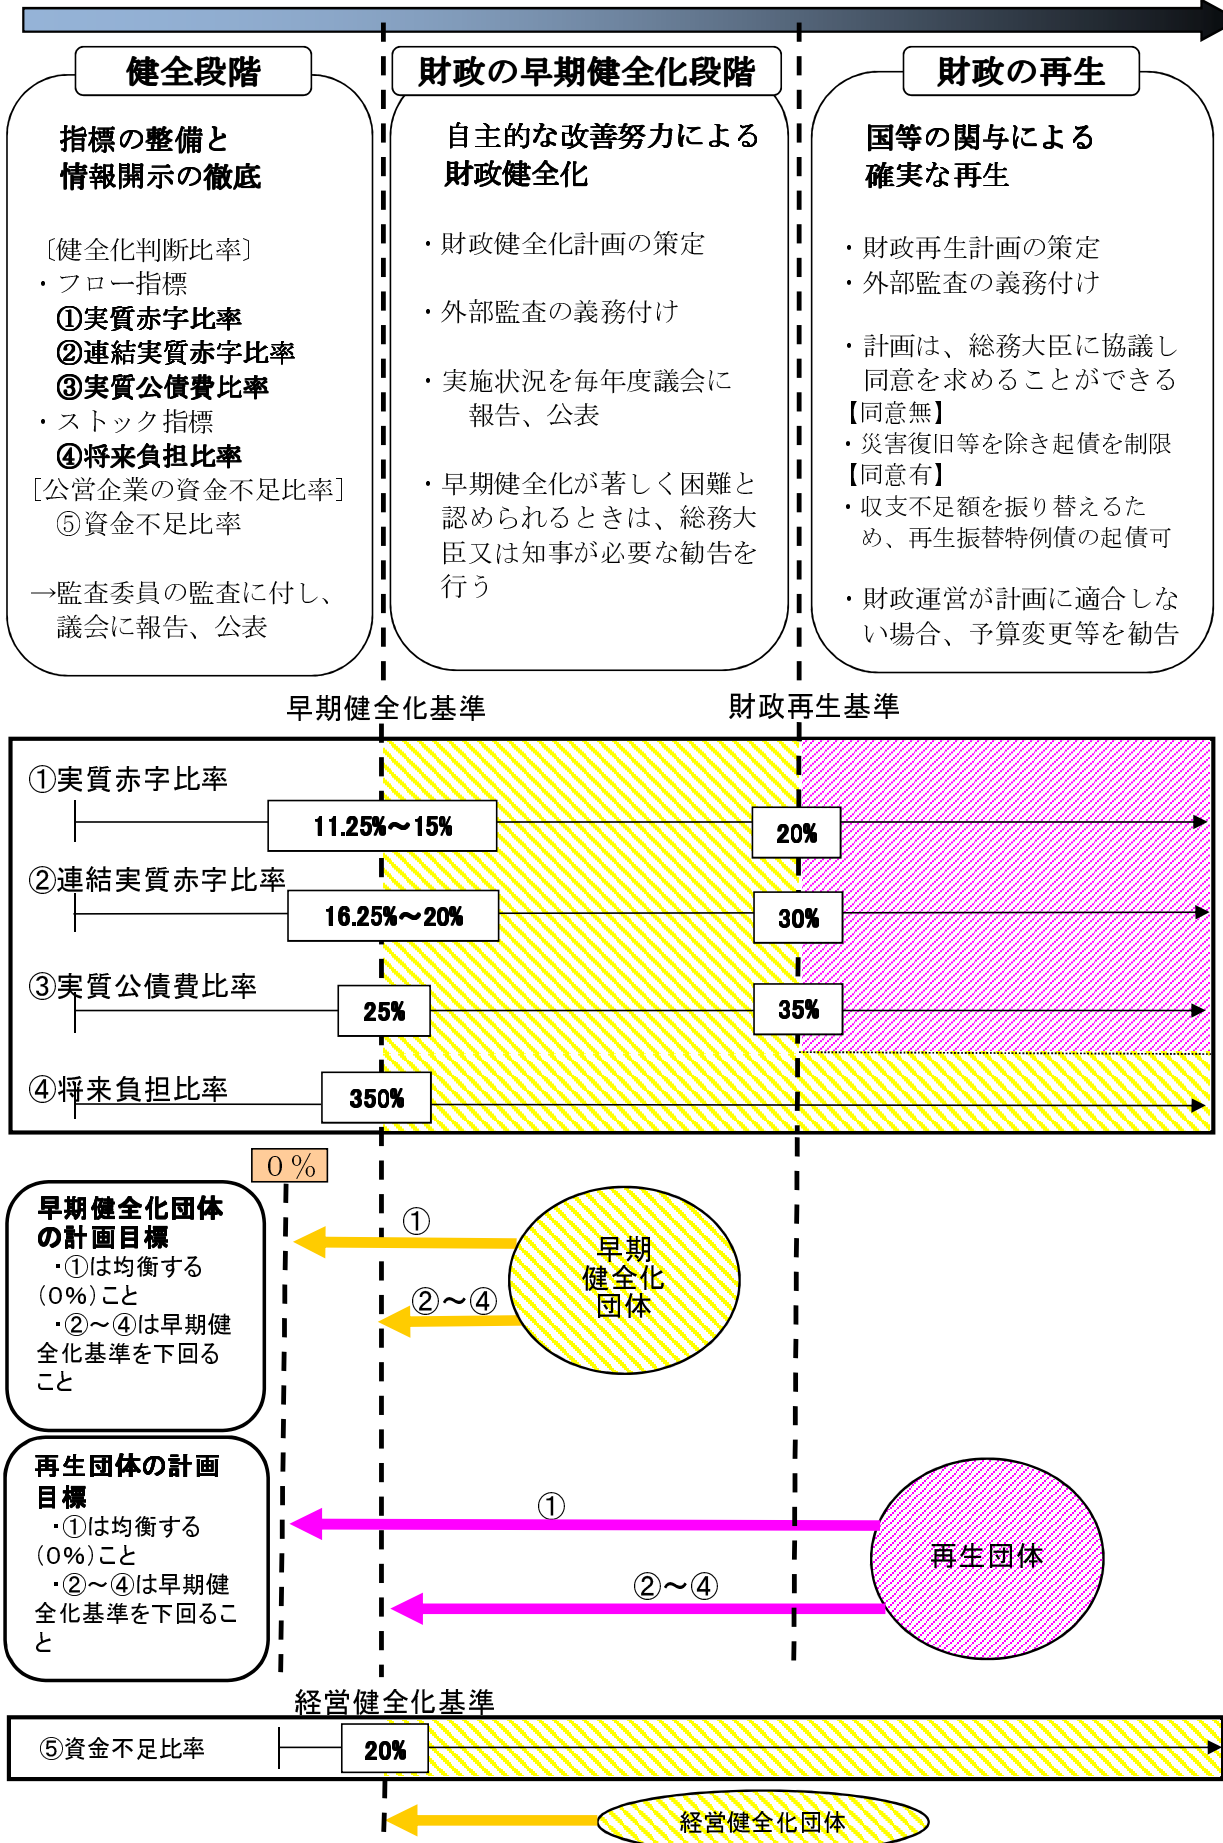 健全段階
指標の整備と
情報開示の徹底
〔健全化判断比率〕
・フロー指標
①実質赤字比率
②連結実質赤字比率
③実質公債費比率
・ストック指標
④将来負担比率
[公営企業の資金不足比率]
⑤資金不足比率
→監査委員の監査に付し、
議会に報告、公表
財政の早期健全化段階
自主的な改善努力による
財政健全化
・財政健全化計画の策定
・外部監査の義務付け
・実施状況を毎年度議会に
報告、公表
・早期健全化が著しく困難と
認められるときは、総務大
臣又は知事が必要な勧告を
行う
財政の再生
国等の関与による
確実な再生
・財政再生計画の策定
・外部監査の義務付け
・計画は、総務大臣に協議し
同意を求めることができる
【同意無】
・災害復旧等を除き起債を制限
【同意有】
・収支不足額を振り替えるた
め、再生振替特例債の起債可
・財政運営が計画に適合しな
い場合、予算変更等を勧告
早期健全化基準
財政再生基準
①実質赤字比率
11.25%～15%
20%
②連結実質赤字比率
16.25%～20%
30%
③実質公債費比率
25%
35%
④将来負担比率
350%
0％
早期健全化団体
の計画目標
・①は均衡する
(0%)こと
・②～④は早期健
全化基準を下回る
こと
①
②～④
早期
健全化
団体
再生団体の計画
目標
・①は均衡する
(0%)こと
・②～④は早期健
全化基準を下回るこ
と
①
②～④
再生団体
経営健全化基準
⑤資金不足比率
20%
経営健全化団体